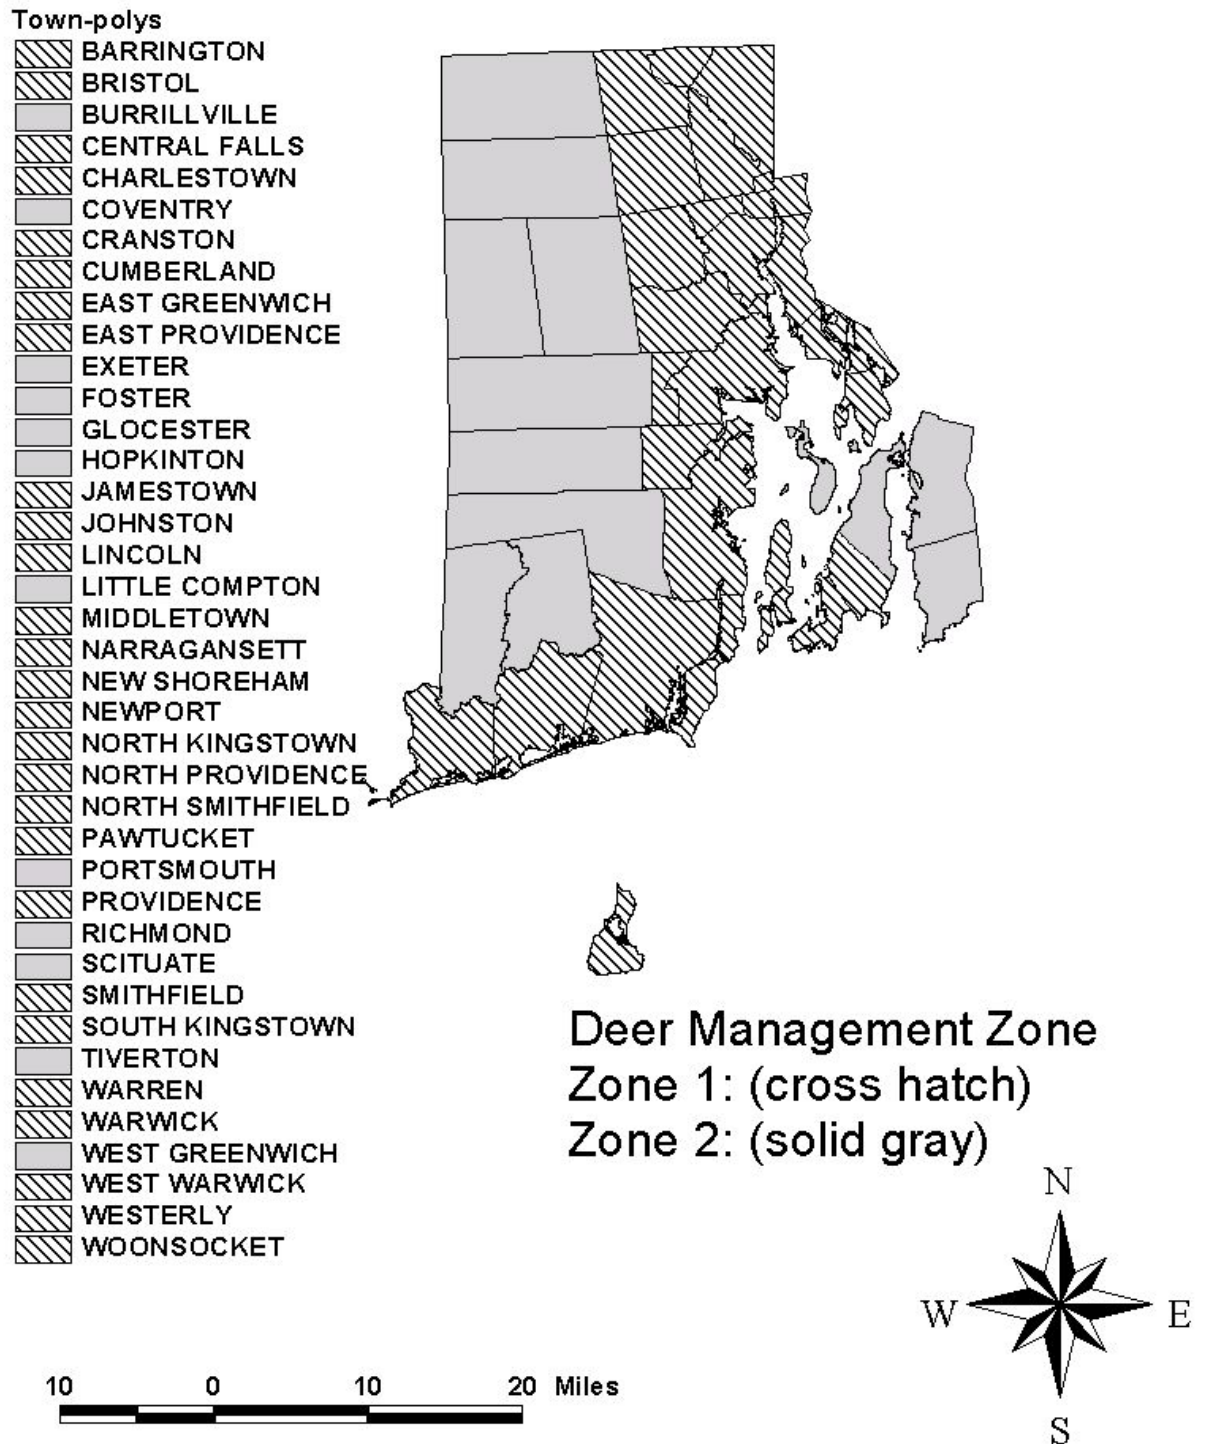 Town-polys
BARRINGTON
BRISTOL
BURRILLVILLE
CENTRAL FALLS
CHARLESTOWN
COVENTRY
CRANSTON
CUMBERLAND
EAST GREENWICH
EAST PROVIDENCE
EXETER
FOSTER
GLOCESTER
HOPKINTON
JAMESTOWN
JOHNSTON
LINCOLN
LITTLE COMPTON
MIDDLETOWN
NARRAGANSETT
NEW SHOREHAM
NEWPORT
NORTH KINGSTOWN
NORTH PROVIDENCE
NORTH SMITHFIELD
PAWTUCKET
PORTSMOUTH
PROVIDENCE
RICHMOND
SCITUATE
SMITHFIELD
SOUTH KINGSTOWN
TIVERTON
WARREN
WARWICK
WEST GREENWICH
WEST WARWICK
WESTERLY
WOONSOCKET
Deer Management Zone
Zone 1: (cross hatch)
Zone 2: (solid gray)
N
W E
S
10 0 10 20 Miles